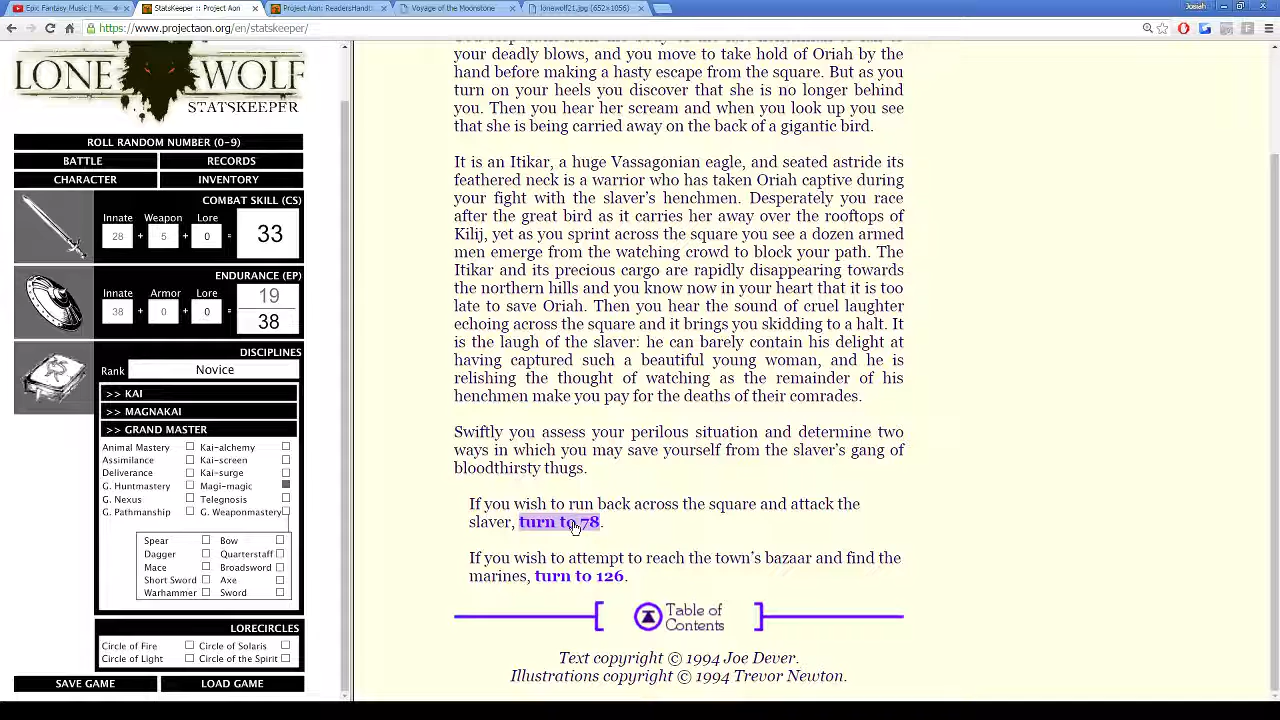 Epic Fantasy Music | M
StatsKeeper :: Project Aon
Project Aon: ReadersHandb
Voyage of the Moonstone
lonewolf21.jpg (652×1056)
Josiah
https://www.projectaon.org/en/statskeeper/
LONE WOLF
STATSKEEPER
ROLL RANDOM NUMBER (0-9)
BATTLE RECORDS
CHARACTER INVENTORY
COMBAT SKILL (CS)
Innate Weapon Lore
28 + 5 + 0 = 33
ENDURANCE (EP)
Innate Armor Lore
19
38 + 0 + 0 = 38
DISCIPLINES
Rank Novice
>> KAI
>> MAGNAKAI
>> GRAND MASTER
Animal Mastery Kai-alchemy
Assimilance Kai-screen
Deliverance Kai-surge
G. Huntmastery Magi-magic
G. Nexus Telegnosis
G. Pathmanship G. Weaponmastery
Spear Bow
Dagger Quarterstaff
Mace Broadsword
Short Sword Axe
Warhammer Sword
LORECIRCLES
Circle of Fire Circle of Solaris
Circle of Light Circle of the Spirit
SAVE GAME LOAD GAME
your deadly blows, and you move to take hold of Oriah by the
hand before making a hasty escape from the square. But as you
turn on your heels you discover that she is no longer behind
you. Then you hear her scream and when you look up you see
that she is being carried away on the back of a gigantic bird.
It is an Itikar, a huge Vassagonian eagle, and seated astride its
feathered neck is a warrior who has taken Oriah captive during
your fight with the slaver's henchmen. Desperately you race
after the great bird as it carries her away over the rooftops of
Kilij, yet as you sprint across the square you see a dozen armed
men emerge from the watching crowd to block your path. The
Itikar and its precious cargo are rapidly disappearing towards
the northern hills and you know now in your heart that it is too
late to save Oriah. Then you hear the sound of cruel laughter
echoing across the square and it brings you skidding to a halt. It
is the laugh of the slaver: he can barely contain his delight at
having captured such a beautiful young woman, and he is
relishing the thought of watching as the remainder of his
henchmen make you pay for the deaths of their comrades.
Swiftly you assess your perilous situation and determine two
ways in which you may save yourself from the slaver's gang of
bloodthirsty thugs.
If you wish to run back across the square and attack the
slaver, turn to 78.
If you wish to attempt to reach the town's bazaar and find the
marines, turn to 126.
Table of
Contents
Text copyright © 1994 Joe Dever.
Illustrations copyright © 1994 Trevor Newton.